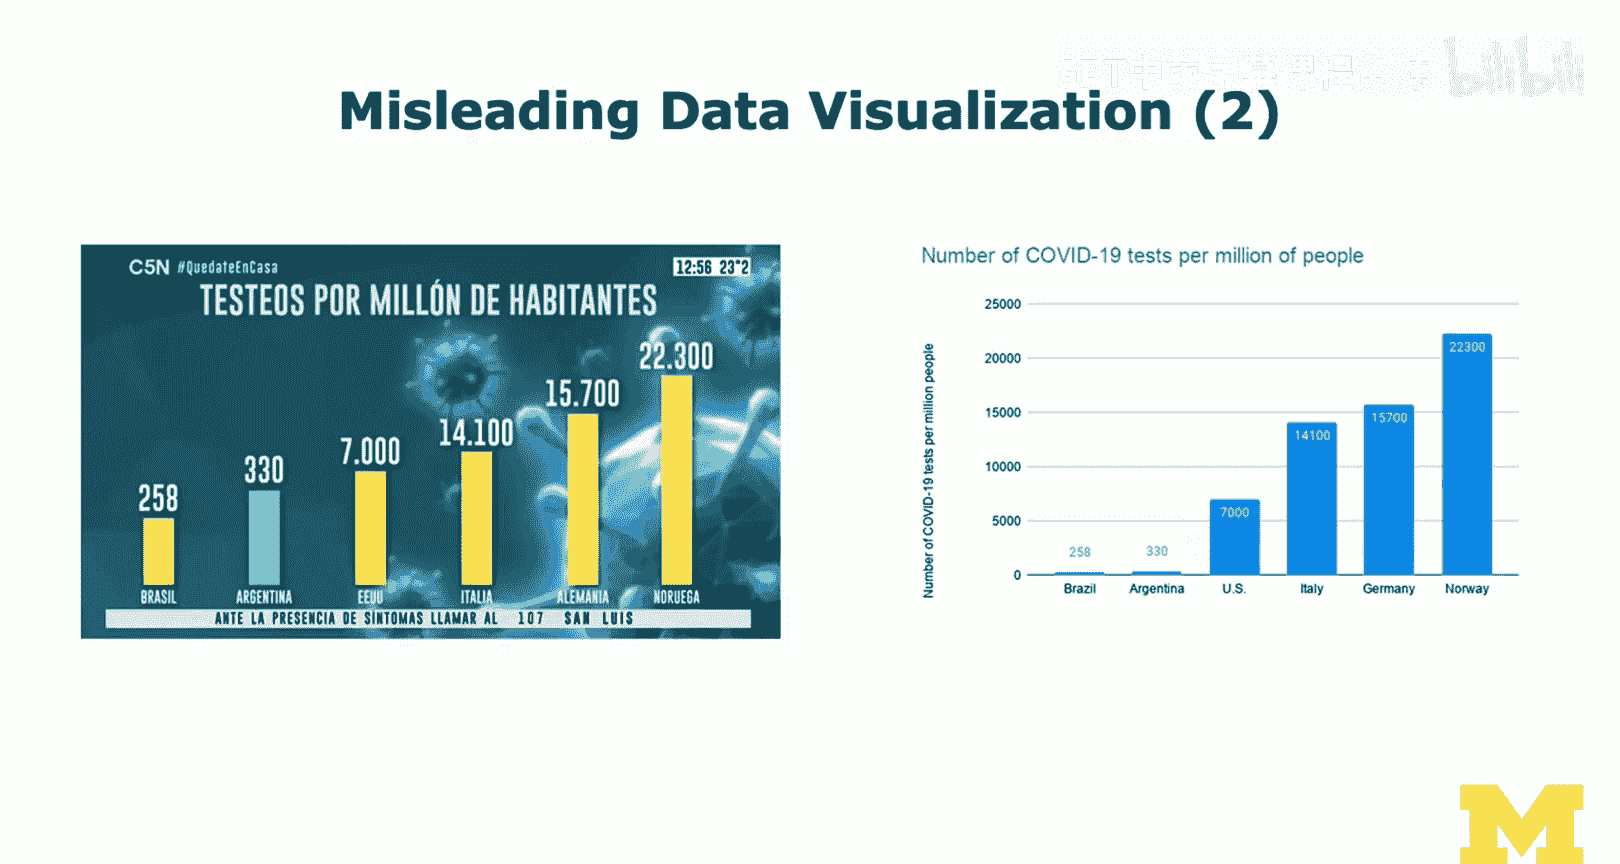 Misleading Data Visualization (2)
bilibili
C5N #QuedateEnCasa
12:56 23°2
TESTEOS POR MILLÓN DE HABITANTES
258
330
7.000
14.100
15.700
22.300
BRASIL
ARGENTINA
EEUU
ITALIA
ALEMANIA
NORUEGA
ANTE LA PRESENCIA DE SÍNTOMAS LLAMAR AL 107 SAN LUIS
Number of COVID-19 tests per million of people
Number of COVID-19 tests per million people
25000
20000
15000
10000
5000
0
258
330
7000
14100
15700
22300
Brazil
Argentina
U.S.
Italy
Germany
Norway
M